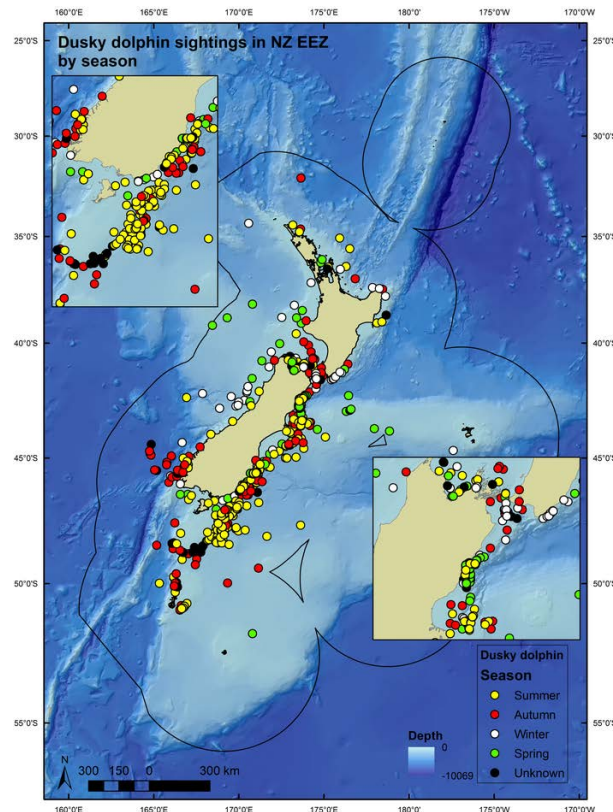 160°0'E 165°0'E 170°0'E 175°0'E 180°0'0" 175°0'W 170°0'W
Dusky dolphin sightings in NZ EEZ
by season
25°0'S 25°0'S
30°0'S 30°0'S
35°0'S 35°0'S
40°0'S 40°0'S
45°0'S 45°0'S
50°0'S 50°0'S
55°0'S 55°0'S
Dusky dolphin
Season
Summer
Autumn
Winter
Spring
Unknown
Depth
0
-10069
N
300 150 0 300 km
160°0'E 165°0'E 170°0'E 175°0'E 180°0'0" 175°0'W 170°0'W